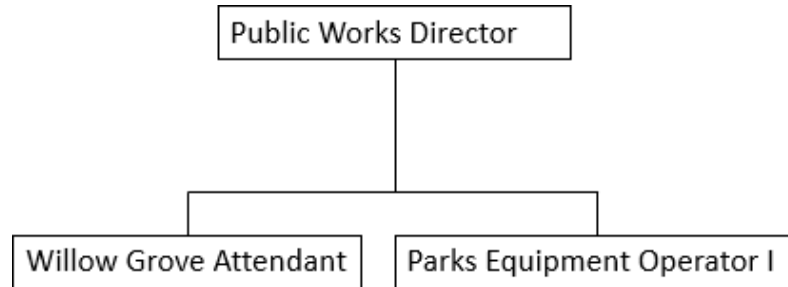 Public Works Director
Willow Grove Attendant
Parks Equipment Operator I